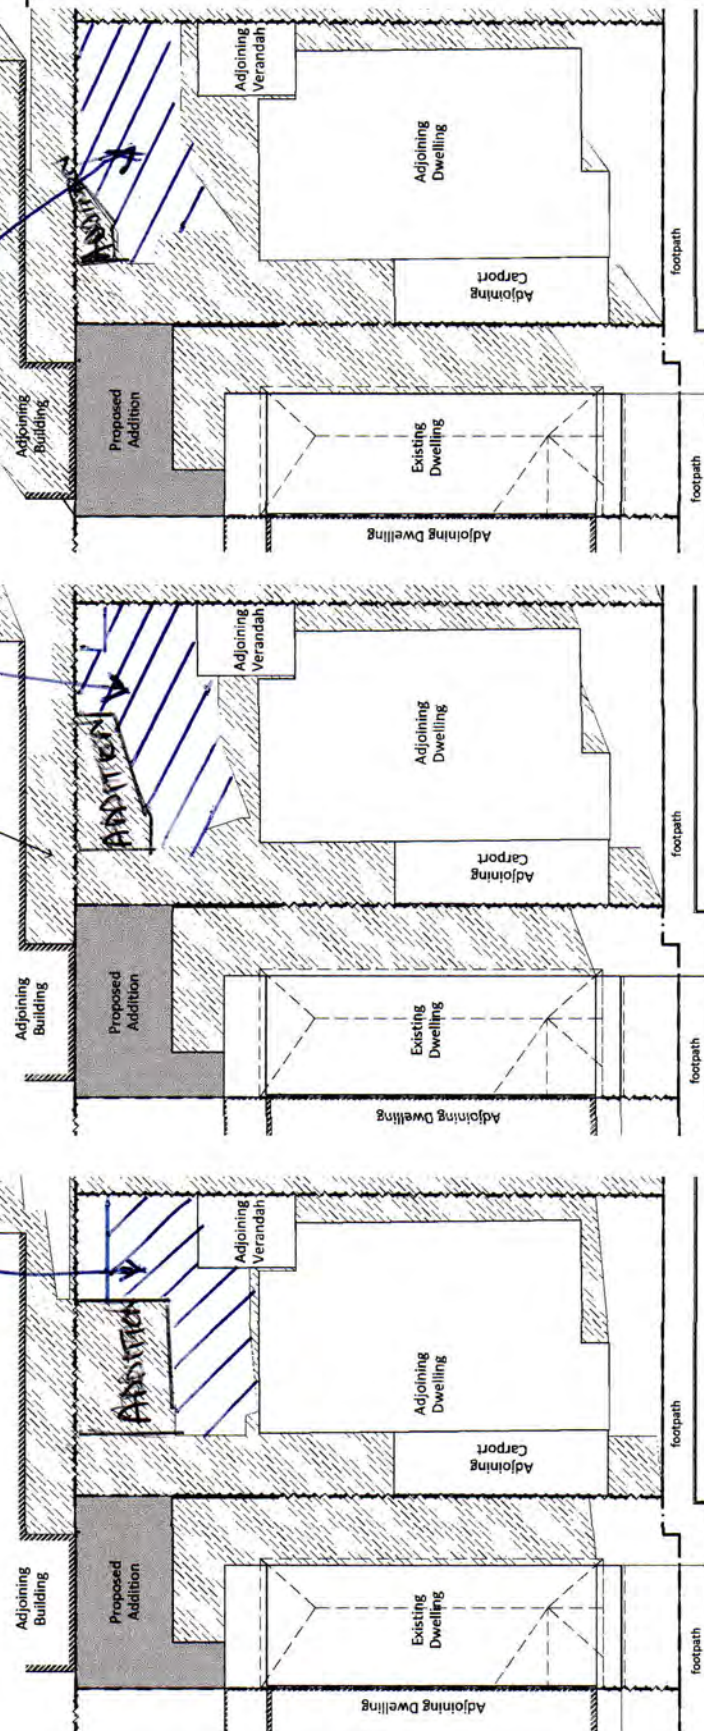 Adjoining
Verandah
Adjoining
Dwelling
ADDITION
Adjoining
Carport
footpath
Adjoining
Building
Proposed
Addition
Existing
Dwelling
Adjoining Dwelling
footpath
Adjoining
Verandah
Adjoining
Dwelling
ADDITION
Adjoining
Carport
footpath
Adjoining
Building
Proposed
Addition
Existing
Dwelling
Adjoining Dwelling
footpath
Adjoining
Verandah
Adjoining
Dwelling
ADDITION
Adjoining
Carport
footpath
Adjoining
Building
Proposed
Addition
Existing
Dwelling
Adjoining Dwelling
footpath